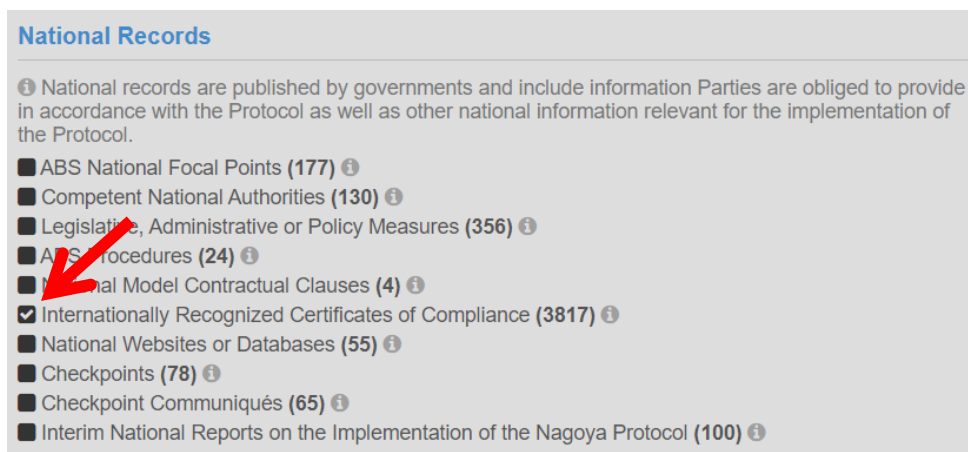 National Records
National records are published by governments and include information Parties are obliged to provide
in accordance with the Protocol as well as other national information relevant for the implementation of
the Protocol.
ABS National Focal Points (177)
Competent National Authorities (130)
Legislative, Administrative or Policy Measures (356)
ABS Procedures (24)
National Model Contractual Clauses (4)
Internationally Recognized Certificates of Compliance (3817)
National Websites or Databases (55)
Checkpoints (78)
Checkpoint Communiqués (65)
Interim National Reports on the Implementation of the Nagoya Protocol (100)